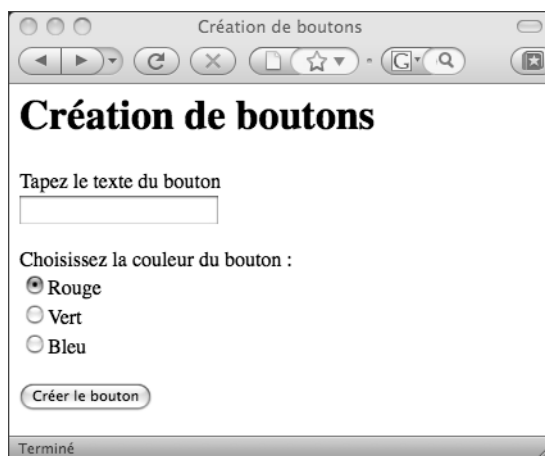 Création de boutons
G
Création de boutons
Tapez le texte du bouton
Choisissez la couleur du bouton :
Rouge
Vert
Bleu
Créer le bouton
Terminé